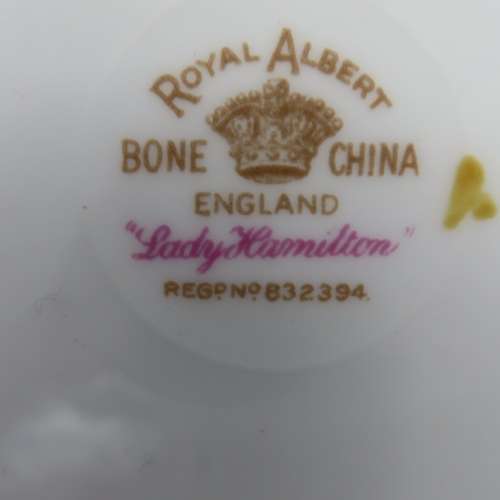 ROYAL ALBERT
BONE CHINA
ENGLAND
"Lady Hamilton"
REGD. NO 832394.